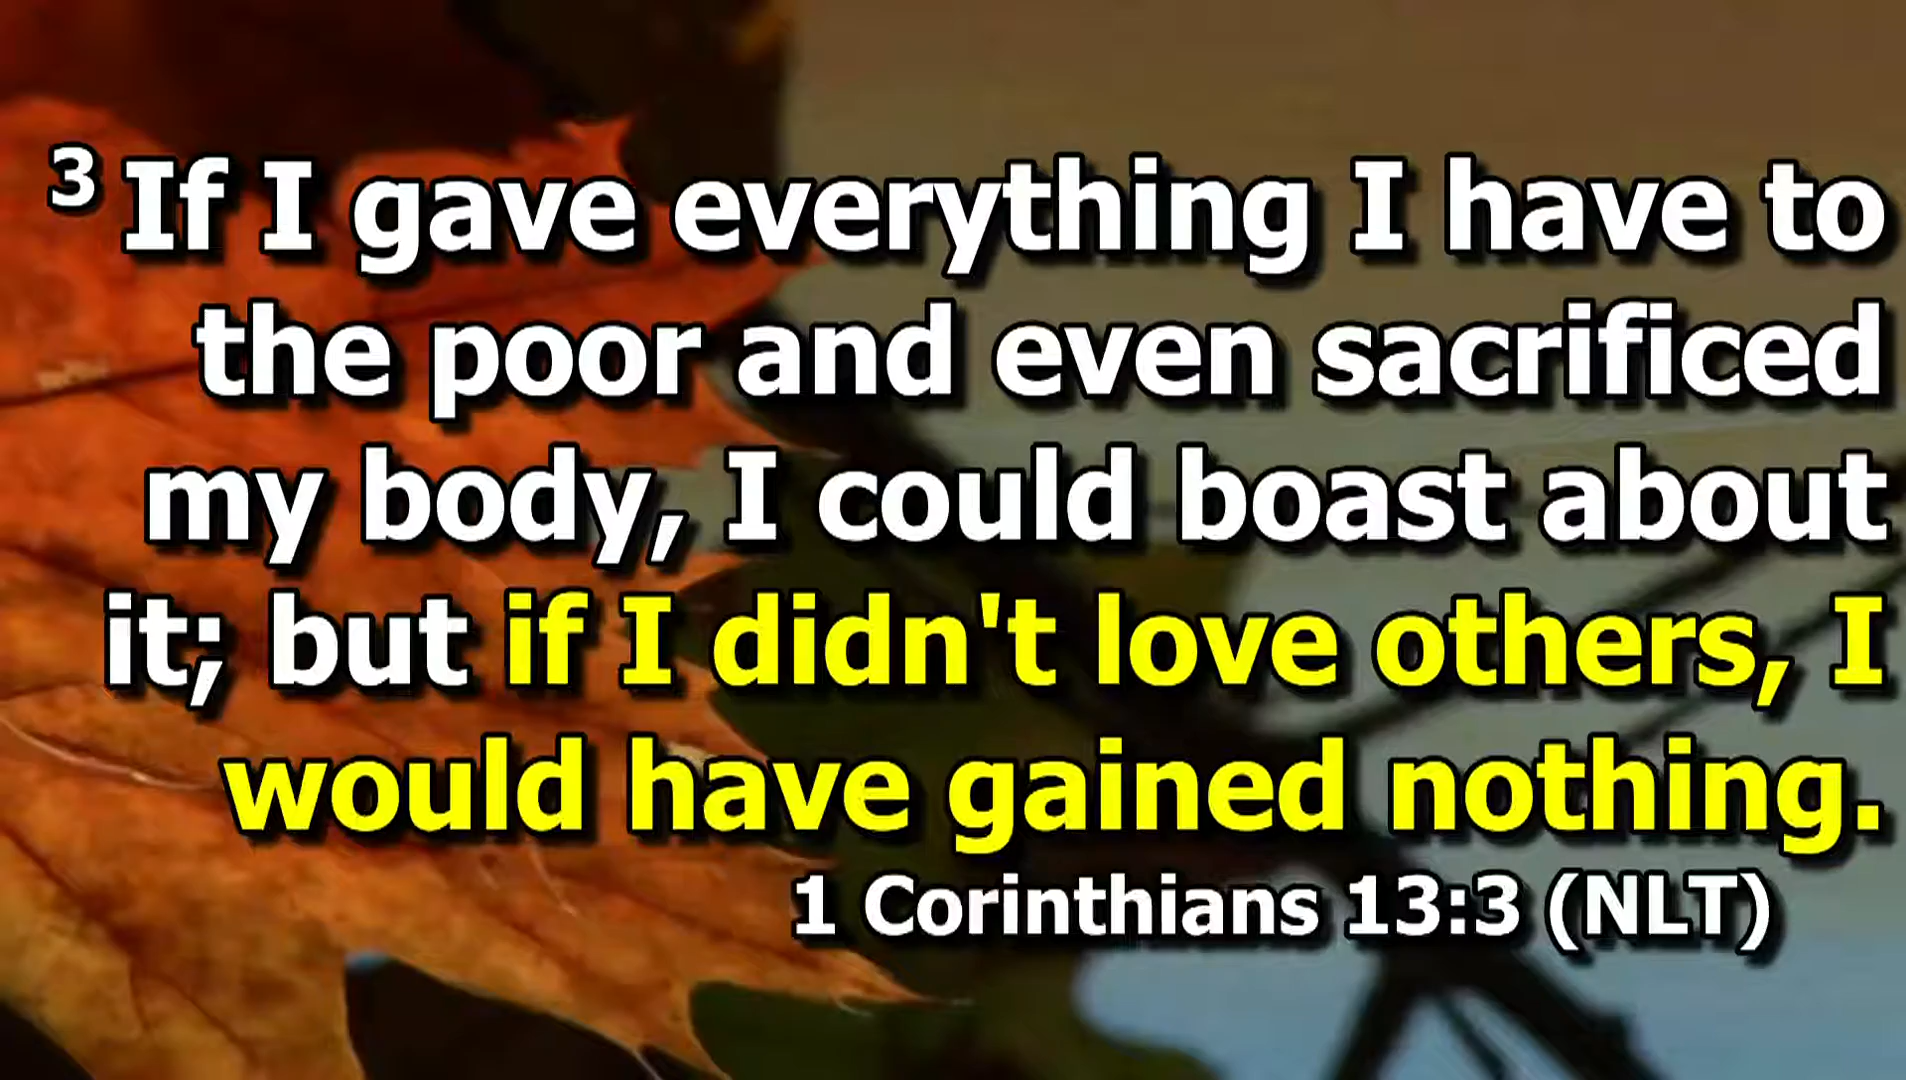 3 If I gave everything I have to
the poor and even sacrificed
my body, I could boast about
it; but if I didn't love others, I
would have gained nothing.
1 Corinthians 13:3 (NLT)